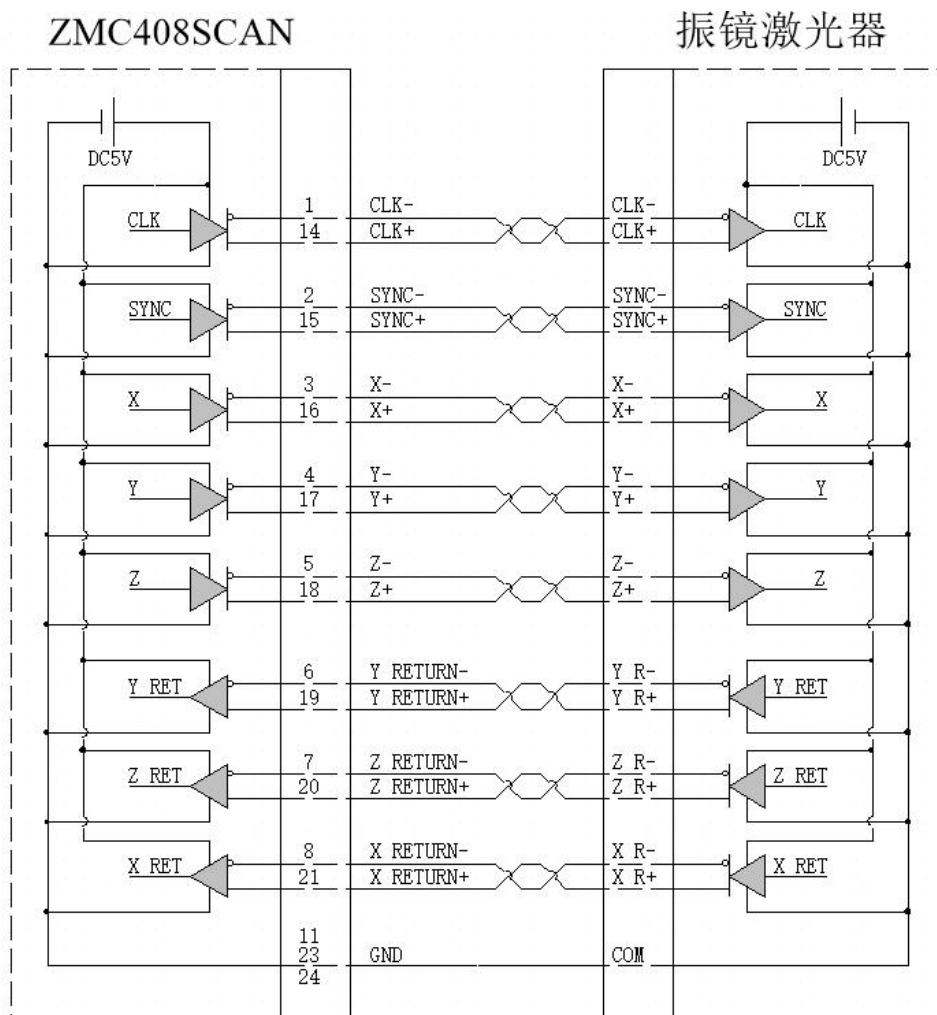 ZMC408SCAN 振镜激光器
DC5V DC5V
CLK 1 CLK- CLK- CLK
14 CLK+ CLK+
SYNC 2 SYNC- SYNC- SYNC
15 SYNC+ SYNC+
X 3 X- X- X
16 X+ X+
Y 4 Y- Y- Y
17 Y+ Y+
Z 5 Z- Z- Z
18 Z+ Z+
Y RET 6 Y RETURN- Y R- Y RET
19 Y RETURN+ Y R+
Z RET 7 Z RETURN- Z R- Z RET
20 Z RETURN+ Z R+
X RET 8 X RETURN- X R- X RET
21 X RETURN+ X R+
11
23 GND COM
24